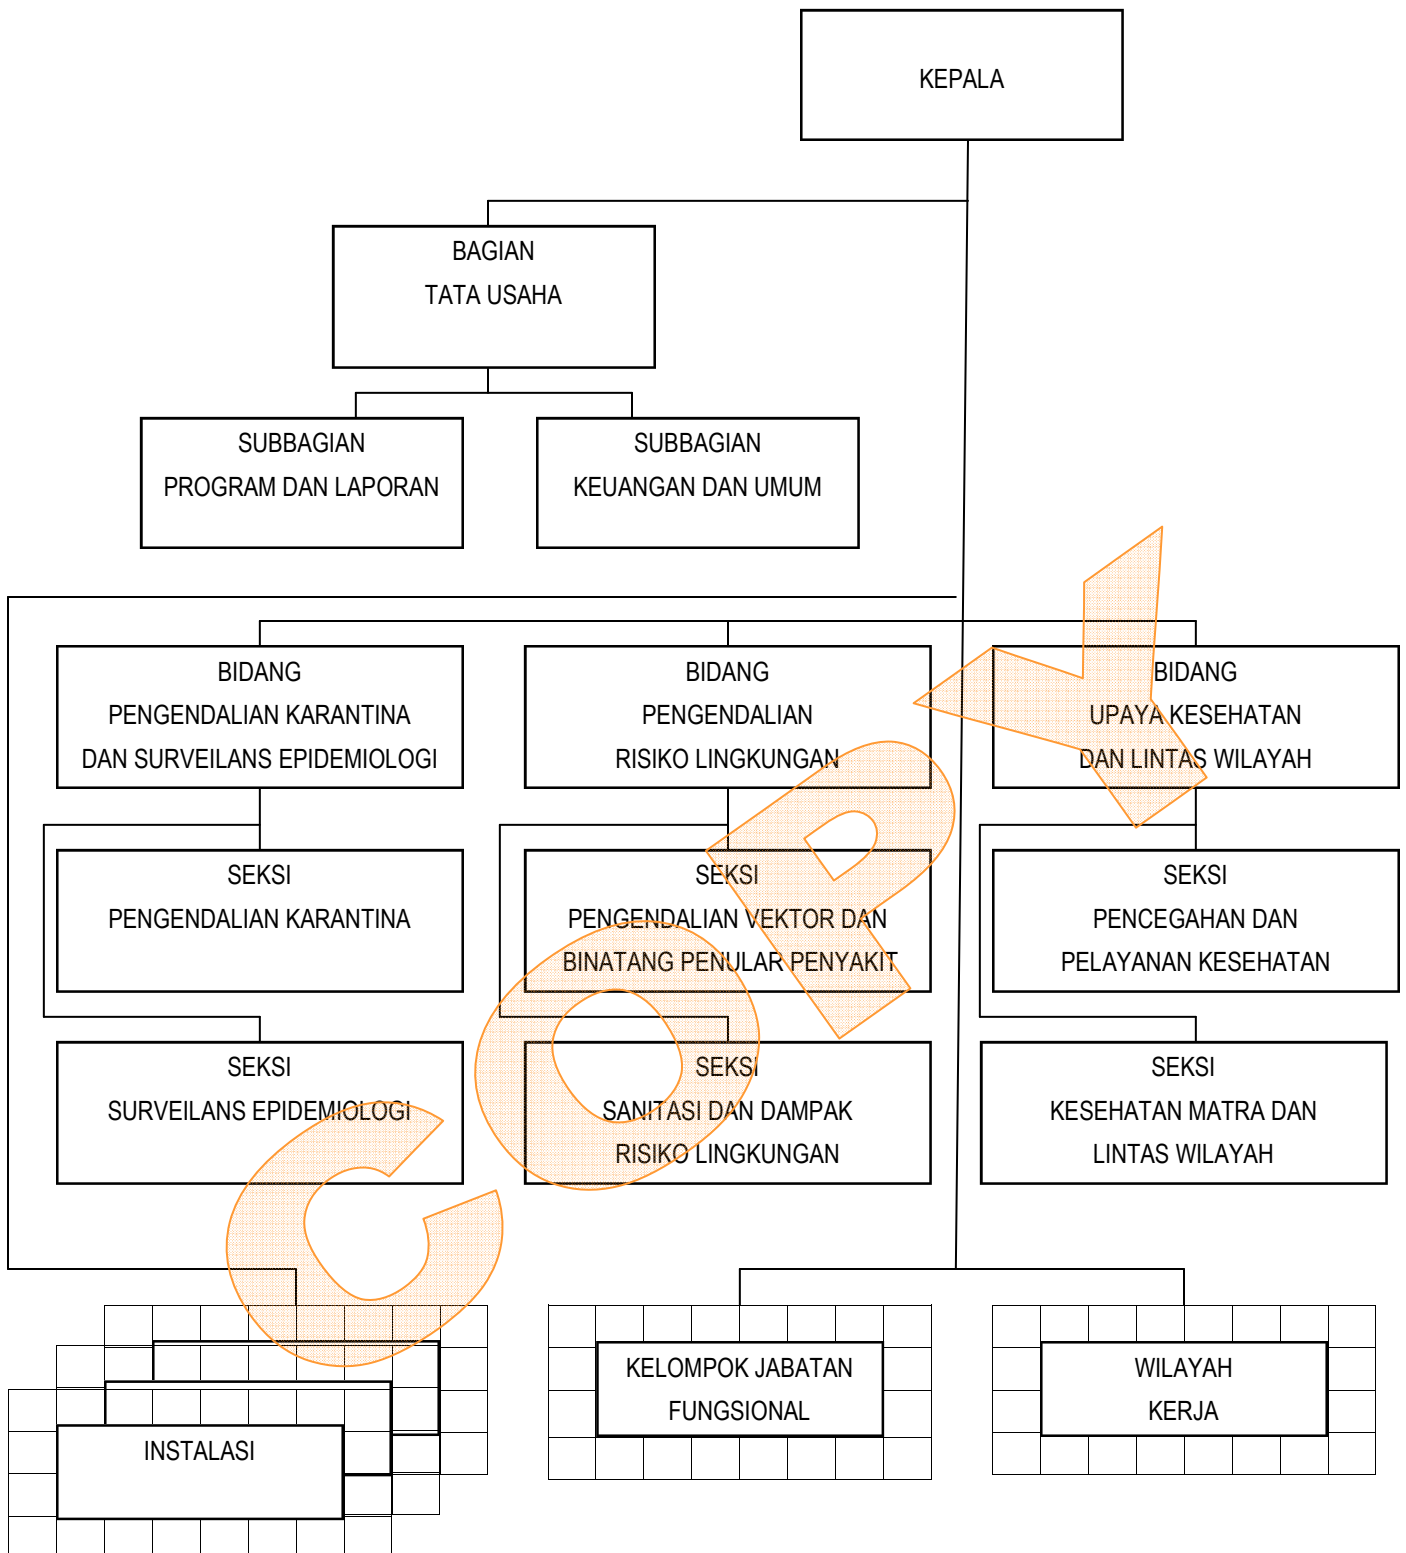 KEPALA
BAGIAN
TATA USAHA
SUBBAGIAN
PROGRAM DAN LAPORAN
SUBBAGIAN
KEUANGAN DAN UMUM
BIDANG
PENGENDALIAN KARANTINA
DAN SURVEILANS EPIDEMIOLOGI
BIDANG
PENGENDALIAN
RISIKO LINGKUNGAN
BIDANG
UPAYA KESEHATAN
DAN LINTAS WILAYAH
SEKSI
PENGENDALIAN KARANTINA
SEKSI
PENGENDALIAN VEKTOR DAN
BINATANG PENULAR PENYAKIT
SEKSI
PENCEGAHAN DAN
PELAYANAN KESEHATAN
SEKSI
SURVEILANS EPIDEMIOLOGI
SEKSI
SANITASI DAN DAMPAK
RISIKO LINGKUNGAN
SEKSI
KESEHATAN MATRA DAN
LINTAS WILAYAH
INSTALASI
KELOMPOK JABATAN
FUNGSIONAL
WILAYAH
KERJA
COPY